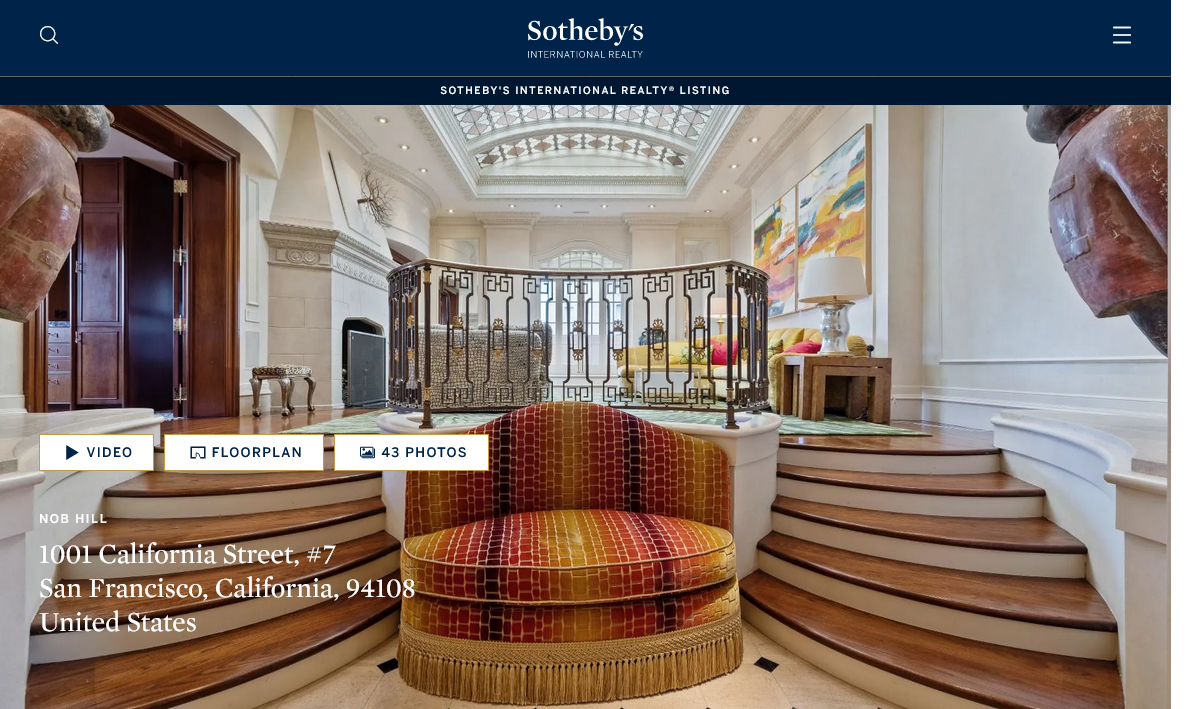 Sotheby's
INTERNATIONAL REALTY
SOTHEBY'S INTERNATIONAL REALTY® LISTING
VIDEO
FLOORPLAN
43 PHOTOS
NOB HILL
1001 California Street, #7
San Francisco, California, 94108
United States